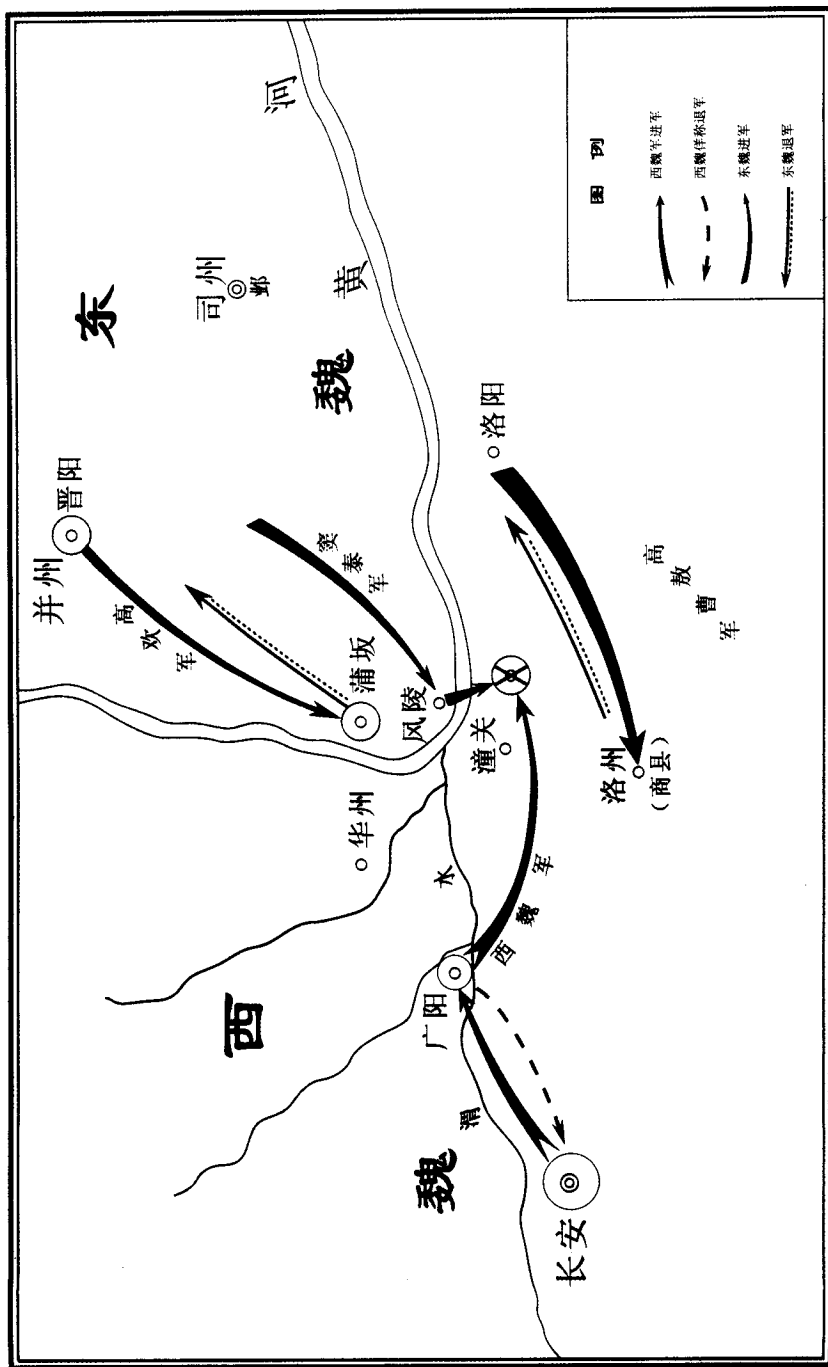 东
魏
西
魏
河
黄
司州
邺
并州
晋阳
高欢军
窦泰军
蒲坂
风陵
潼关
华州
洛阳
高敖曹军
洛州
（商县）
水
渭
西魏军
广阳
长安
图例
西魏军进军
西魏佯称退军
东魏进军
东魏退军